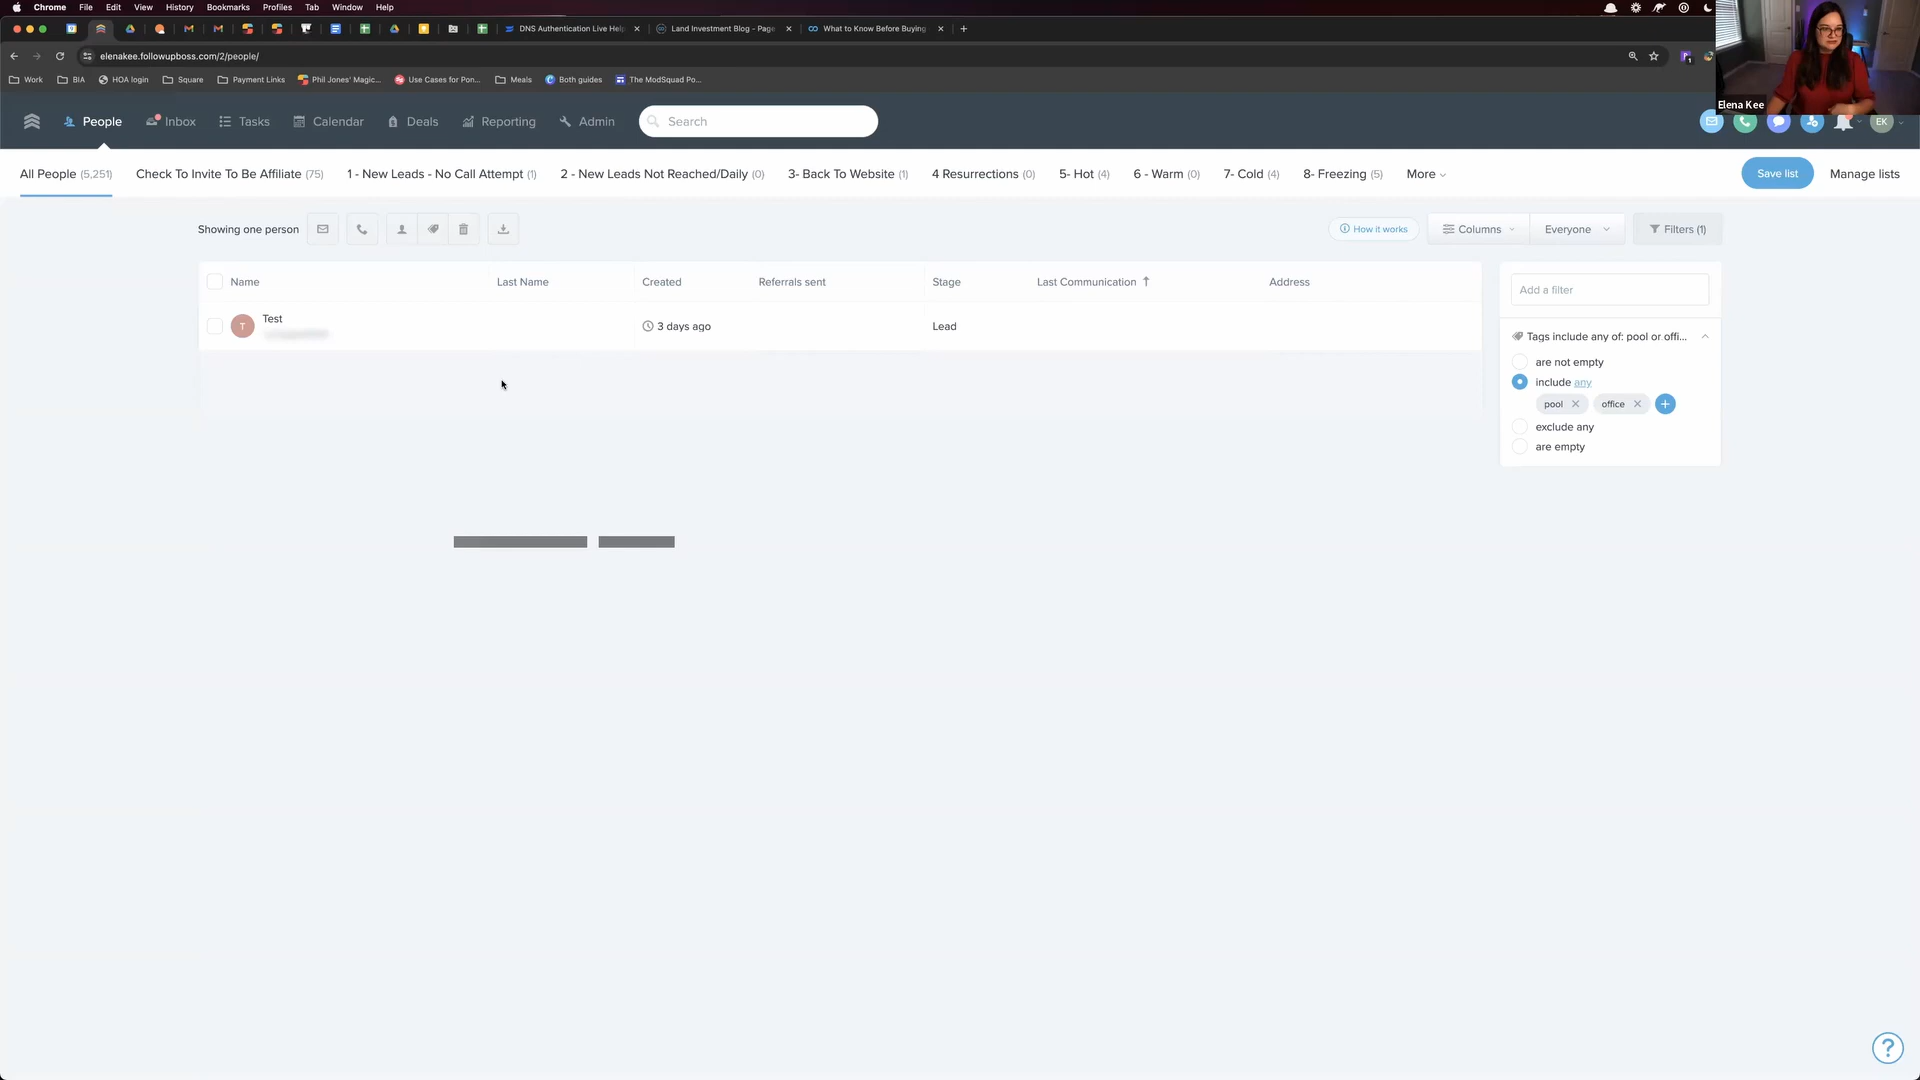 Chrome File Edit View History Bookmarks Profiles Tab Window Help
DNS Authentication Live Hel
Land Investment Blog - Page
What to Know Before Buying
elenakee.followupboss.com/2/people/
Work BIA HOA login Square Payment Links Phil Jones' Magic... Use Cases for Pon... Meals Both guides The ModSquad Po...
Elena Kee
People Inbox Tasks Calendar Deals Reporting Admin Search EK
All People (5,251) Check To Invite To Be Affiliate (75) 1 - New Leads - No Call Attempt (1) 2 - New Leads Not Reached/Daily (0) 3- Back To Website (1) 4 Resurrections (0) 5- Hot (4) 6 - Warm (0) 7- Cold (4) 8- Freezing (5) More Save list Manage lists
Showing one person How it works Columns Everyone Filters (1)
Name Last Name Created Referrals sent Stage Last Communication Address
T Test 3 days ago Lead
Add a filter
Tags include any of: pool or offi...
are not empty
include any
pool office
exclude any
are empty
?